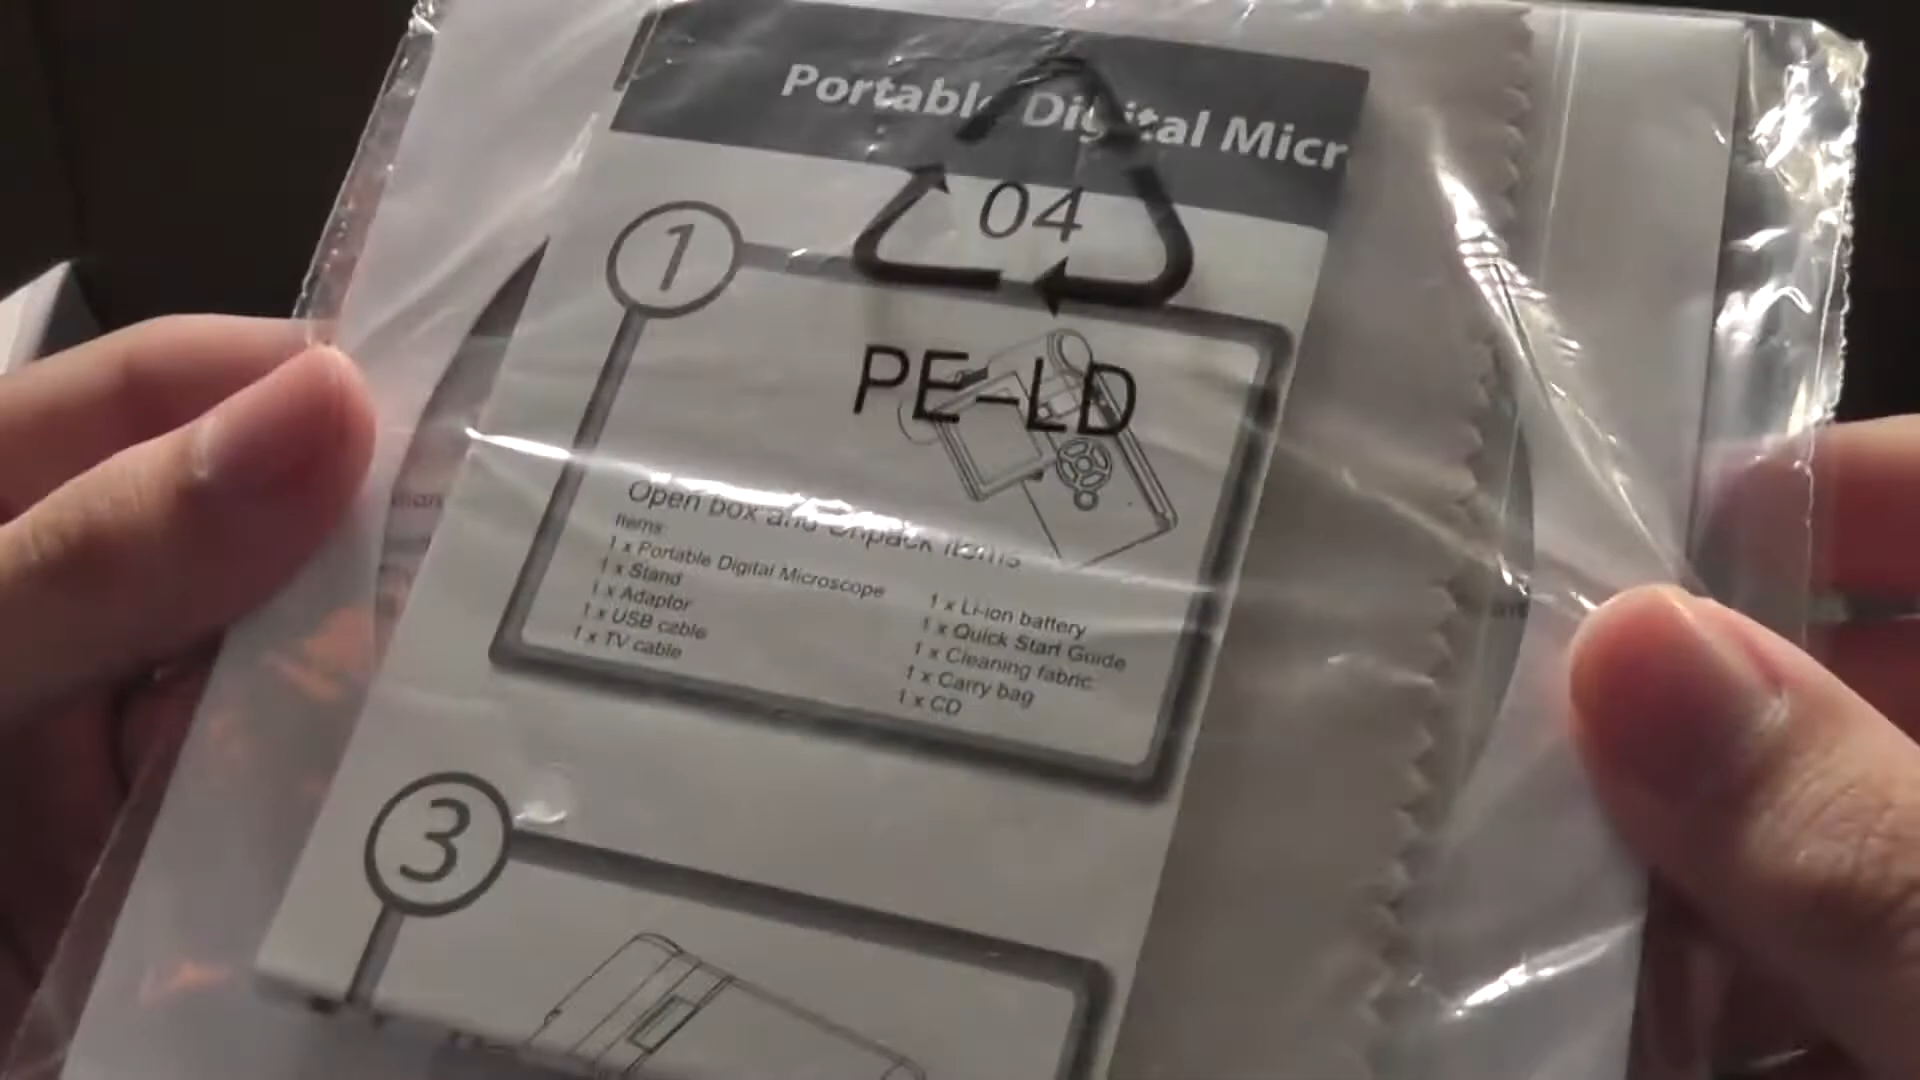 Portable Digital Micr
04
1
PE-LD
Open box and Unpack items
Items:
1 x Portable Digital Microscope
1 x Stand
1 x Adaptor
1 x USB cable
1 x TV cable
1 x Li-ion battery
1 x Quick Start Guide
1 x Cleaning fabric
1 x Carry bag
1 x CD
3